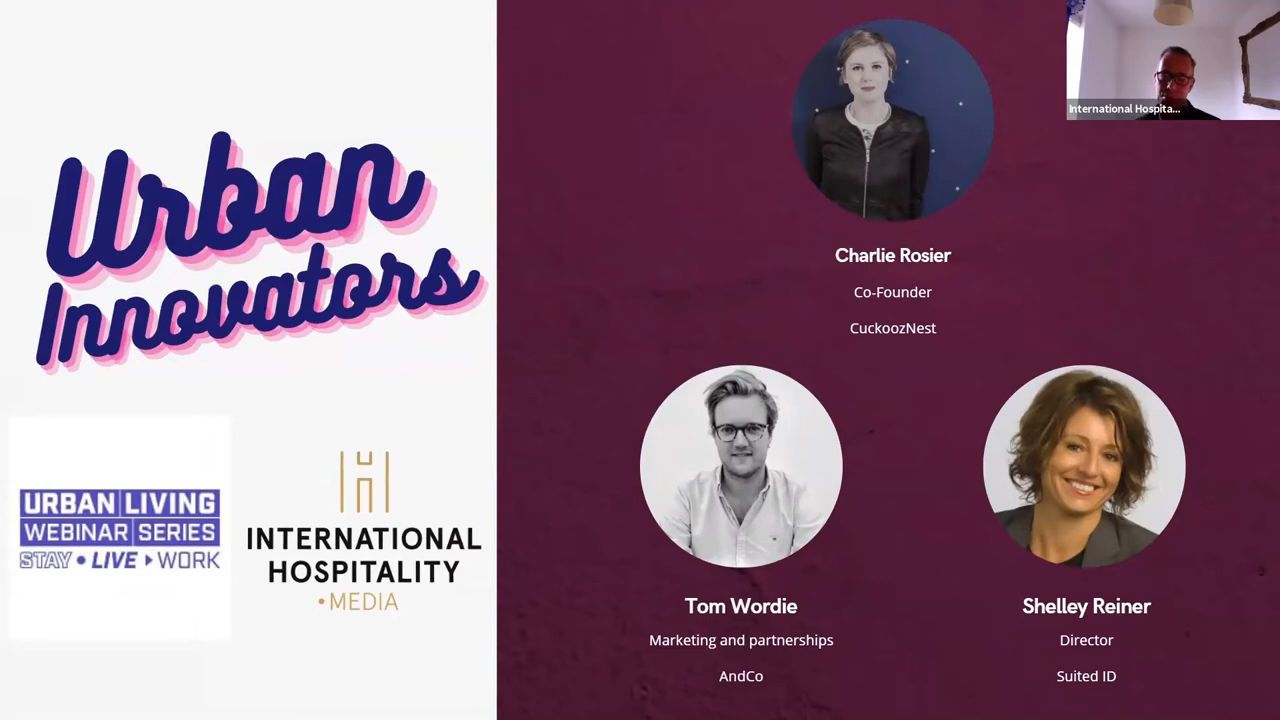 Urban
Innovators
URBAN LIVING
WEBINAR SERIES
STAY • LIVE ▸ WORK
INTERNATIONAL
HOSPITALITY
•MEDIA
Charlie Rosier
Co-Founder
CuckoozNest
Tom Wordie
Marketing and partnerships
AndCo
Shelley Reiner
Director
Suited ID
International Hospita...